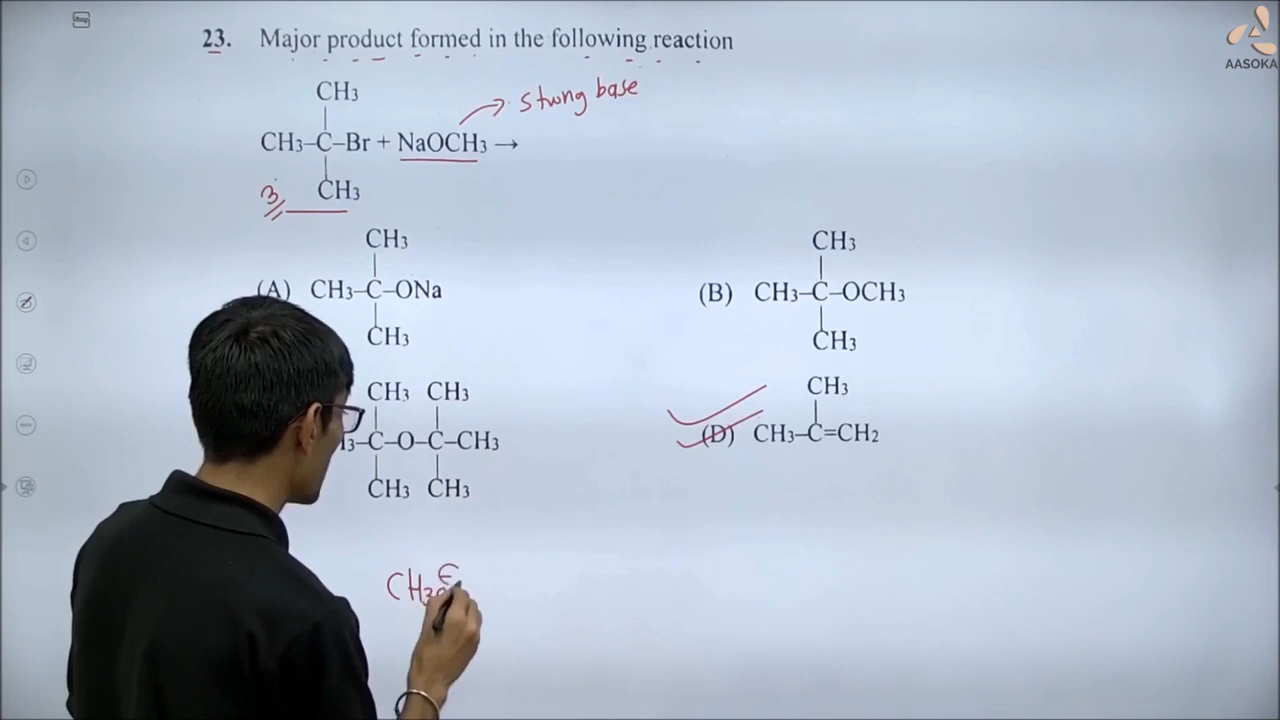 AASOKA
23. Major product formed in the following reaction
CH3
CH3–C–Br + NaOCH3 → strong base
CH3
3°
CH3
(A) CH3–C–ONa
CH3
CH3
(B) CH3–C–OCH3
CH3
CH3 CH3
3–C–O–C–CH3
CH3 CH3
CH3
(D) CH3–C=CH2